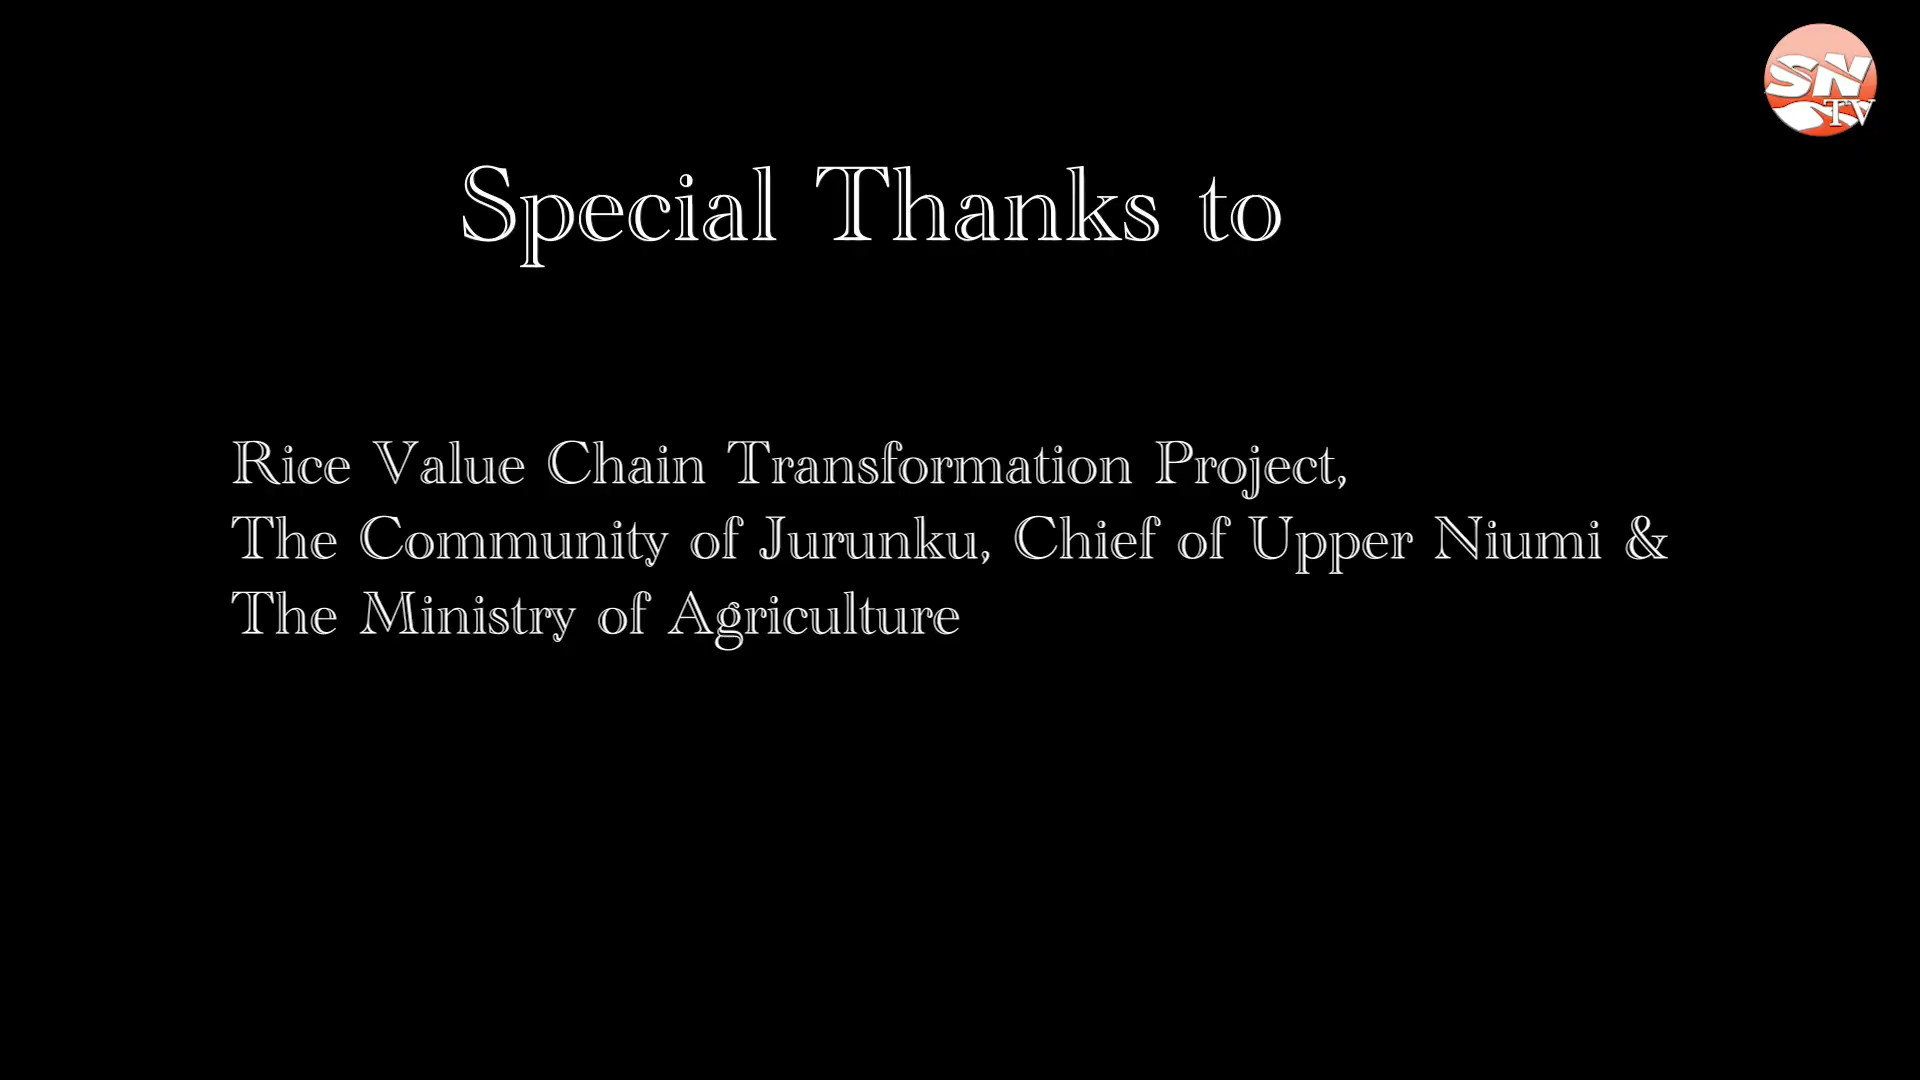 SN
TV
Special Thanks to
Rice Value Chain Transformation Project,
The Community of Jurunku, Chief of Upper Niumi &
The Ministry of Agriculture